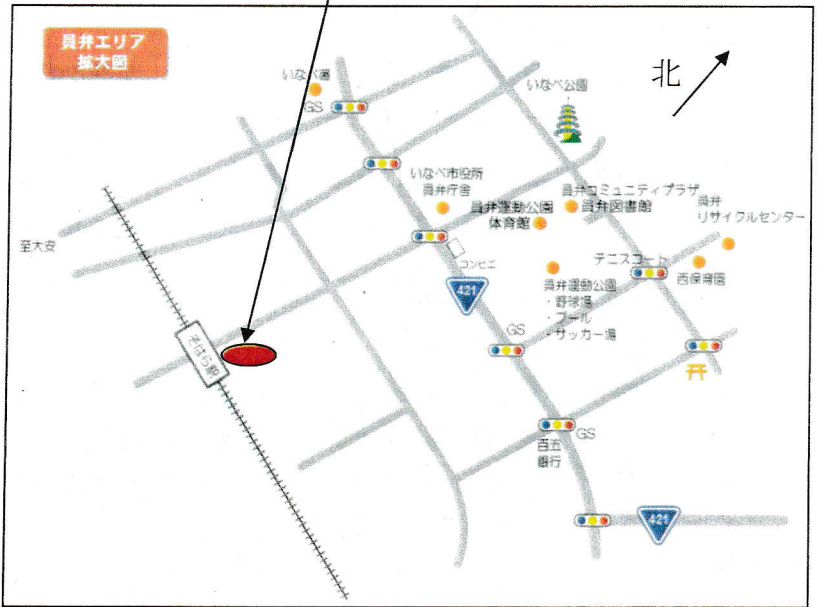 員弁エリア
拡大図
北
いなべ署
GS
いなべ公園
いなべ市役所
員弁庁舎
員弁運動公園
体育館
員弁コミュニティプラザ
員弁図書館
員弁
リサイクルセンター
至大安
コンビニ
テニスコート
西保育園
421
員弁運動公園
・野球場
・プール
・サッカー場
そはら駅
GS
GS
百五
銀行
421